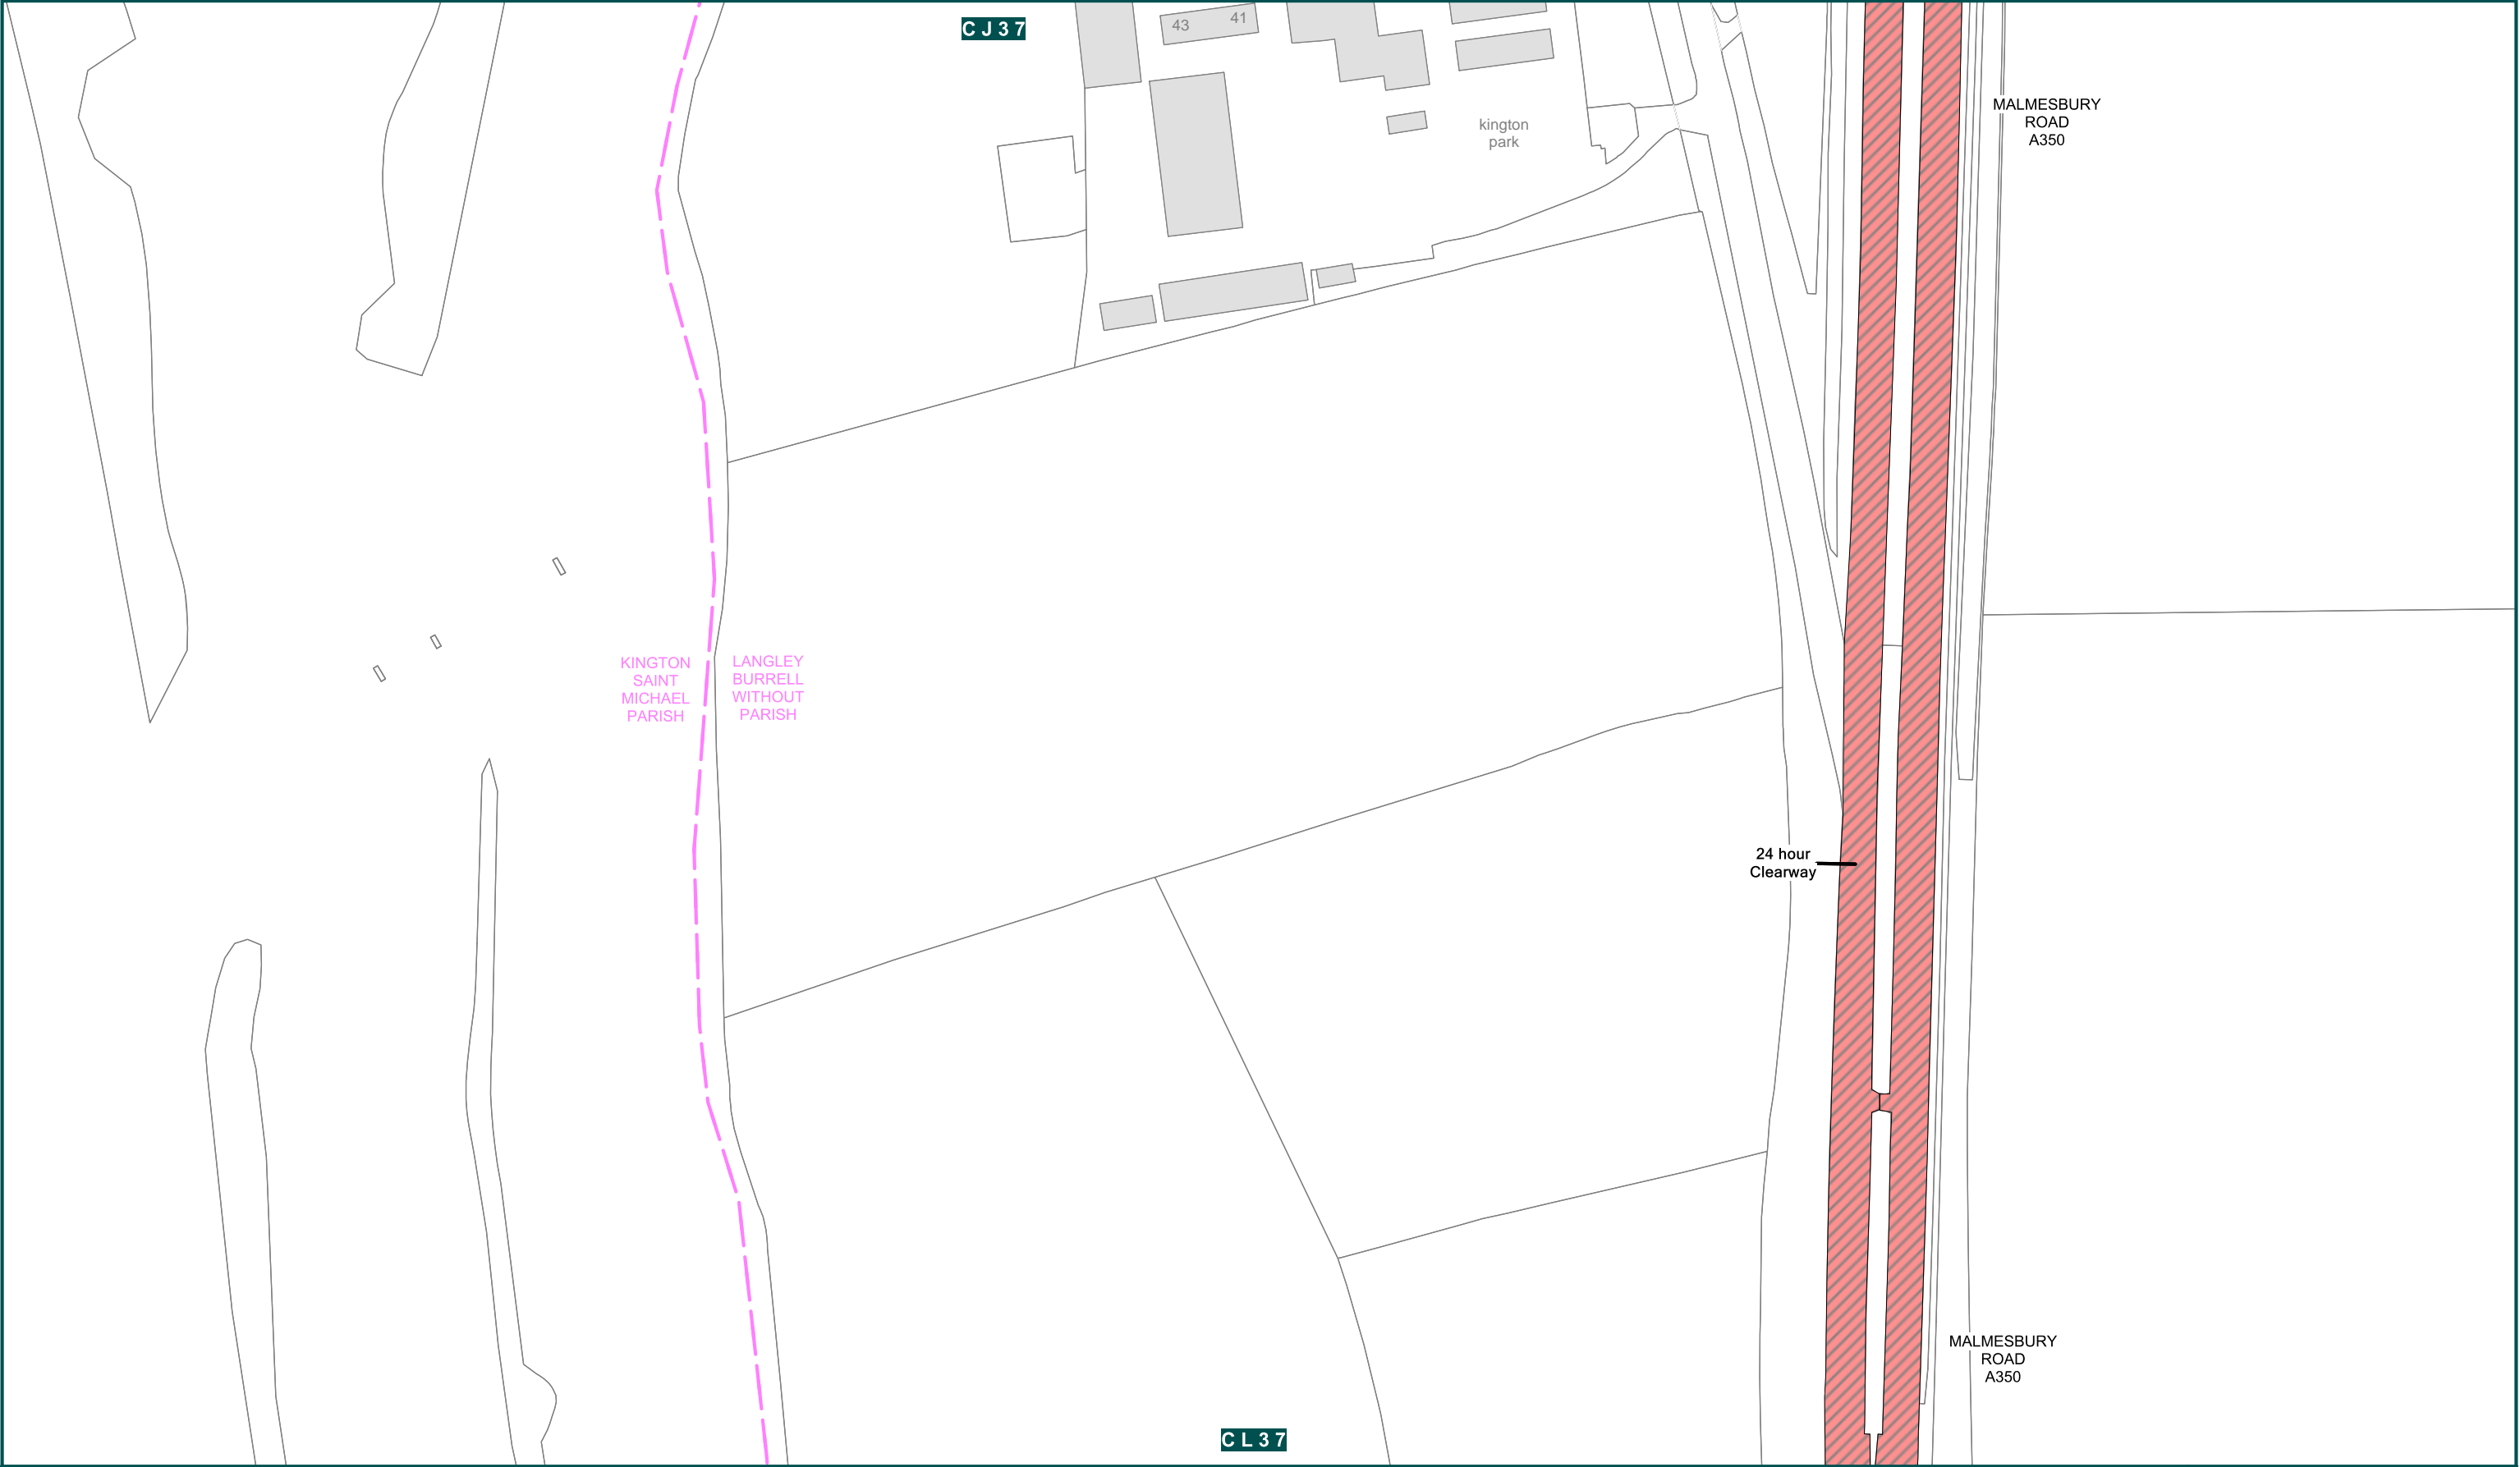 CJ37
43
41
kington
park
MALMESBURY
ROAD
A350
KINGTON
SAINT
MICHAEL
PARISH
LANGLEY
BURRELL
WITHOUT
PARISH
24 hour
Clearway
MALMESBURY
ROAD
A350
CL37